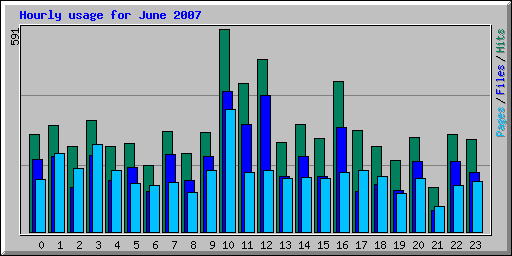 Hourly usage for June 2007
591
Pages/Files/Hits
0 1 2 3 4 5 6 7 8 9 10 11 12 13 14 15 16 17 18 19 20 21 22 23